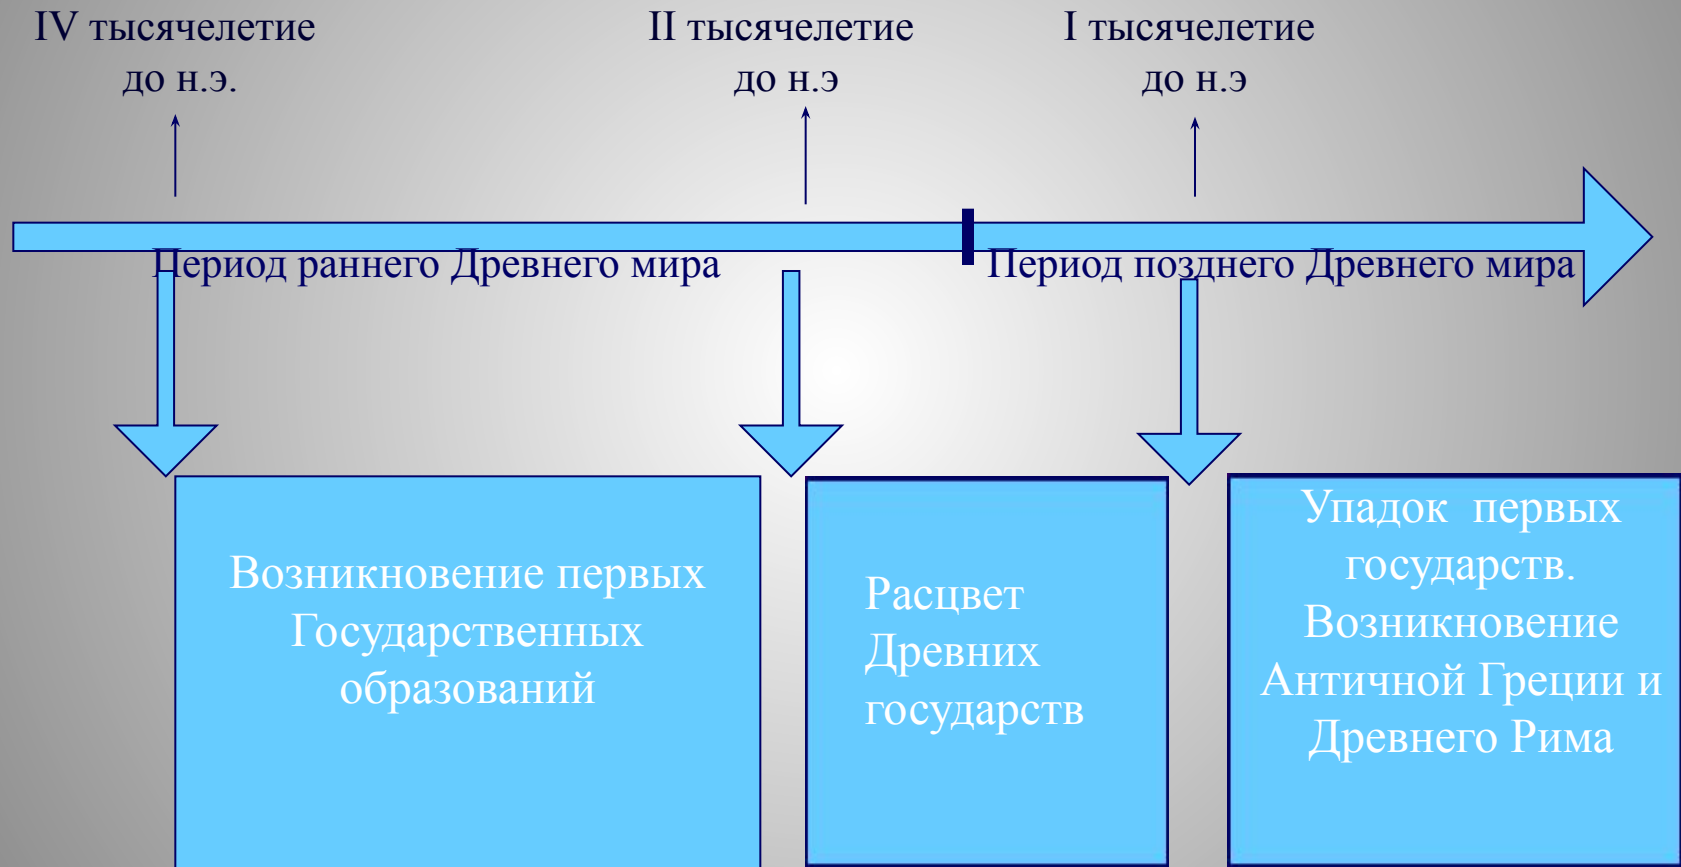 IV тысячелетие
до н.э.
II тысячелетие
до н.э
I тысячелетие
до н.э
Период раннего Древнего мира
Период позднего Древнего мира
Возникновение первых
Государственных
образований
Расцвет
Древних
государств
Упадок первых
государств.
Возникновение
Античной Греции и
Древнего Рима